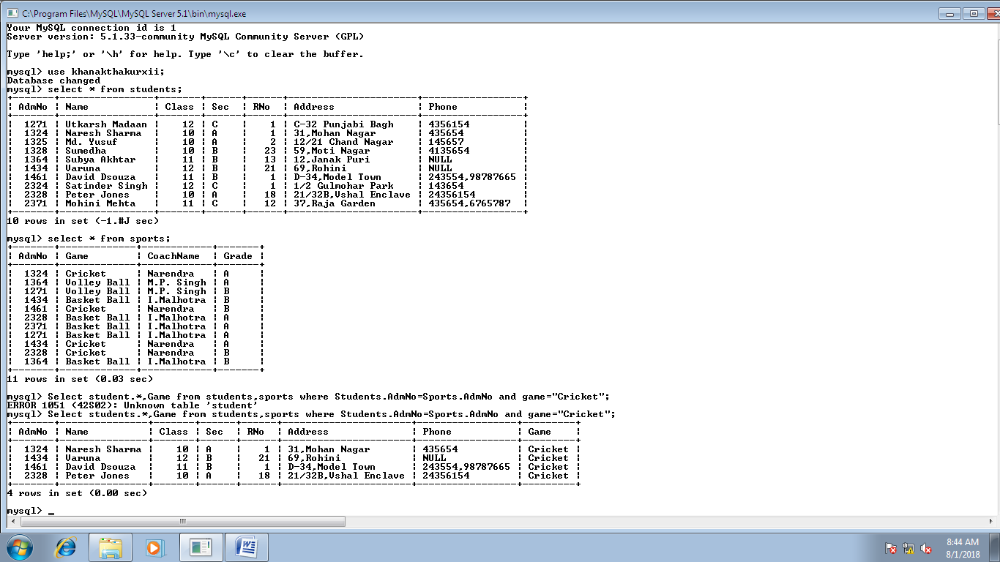 C:\Program Files\MySQL\MySQL Server 5.1\bin\mysql.exe
Your MySQL connection id is 1
Server version: 5.1.33-community MySQL Community Server (GPL)
Type 'help;' or '\h' for help. Type '\c' to clear the buffer.
mysql> use khanakthakurxii;
Database changed
mysql> select * from students;
+-------+----------------+-------+------+------+---------------------+-----------------+
| AdmNo | Name           | Class | Sec  | RNo  | Address             | Phone           |
+-------+----------------+-------+------+------+---------------------+-----------------+
|  1271 | Utkarsh Madaan |    12 | C    |    1 | C-32 Punjabi Bagh   | 4356154         |
|  1324 | Naresh Sharma  |    10 | A    |    1 | 31,Mohan Nagar      | 435654          |
|  1325 | Md. Yusuf      |    10 | A    |    2 | 12/21 Chand Nagar   | 145657          |
|  1328 | Sumedha        |    10 | B    |   23 | 59,Moti Nagar       | 4135654         |
|  1364 | Subya Akhtar   |    11 | B    |   13 | 12,Janak Puri       | NULL            |
|  1434 | Varuna         |    12 | B    |   21 | 69,Rohini           | NULL            |
|  1461 | David Dsouza   |    11 | B    |    1 | D-34,Model Town     | 243554,98787665 |
|  2324 | Satinder Singh |    12 | C    |    1 | 1/2 Gulmohar Park   | 143654          |
|  2328 | Peter Jones    |    10 | A    |   18 | 21/32B,Vshal Enclave | 24356154        |
|  2371 | Mohini Mehta   |    11 | C    |   12 | 37,Raja Garden      | 435654,6765787  |
+-------+----------------+-------+------+------+---------------------+-----------------+
10 rows in set (-1.#J sec)
mysql> select * from sports;
+-------+-------------+------------+-------+
| AdmNo | Game        | CoachName  | Grade |
+-------+-------------+------------+-------+
|  1324 | Cricket     | Narendra   | A     |
|  1364 | Volley Ball | M.P. Singh | A     |
|  1271 | Volley Ball | M.P. Singh | B     |
|  1434 | Basket Ball | I.Malhotra | B     |
|  1461 | Cricket     | Narendra   | B     |
|  2328 | Basket Ball | I.Malhotra | A     |
|  2371 | Basket Ball | I.Malhotra | A     |
|  1271 | Basket Ball | I.Malhotra | A     |
|  1434 | Cricket     | Narendra   | A     |
|  2328 | Cricket     | Narendra   | B     |
|  1364 | Basket Ball | I.Malhotra | B     |
+-------+-------------+------------+-------+
11 rows in set (0.03 sec)
mysql> Select student.*,Game from students,sports where Students.AdmNo=Sports.AdmNo and game="Cricket";
ERROR 1051 (42S02): Unknown table 'student'
mysql> Select students.*,Game from students,sports where Students.AdmNo=Sports.AdmNo and game="Cricket";
+-------+---------------+-------+------+------+----------------------+-----------------+---------+
| AdmNo | Name          | Class | Sec  | RNo  | Address              | Phone           | Game    |
+-------+---------------+-------+------+------+----------------------+-----------------+---------+
|  1324 | Naresh Sharma |    10 | A    |    1 | 31,Mohan Nagar       | 435654          | Cricket |
|  1434 | Varuna        |    12 | B    |   21 | 69,Rohini            | NULL            | Cricket |
|  1461 | David Dsouza  |    11 | B    |    1 | D-34,Model Town      | 243554,98787665 | Cricket |
|  2328 | Peter Jones   |    10 | A    |   18 | 21/32B,Vshal Enclave | 24356154        | Cricket |
+-------+---------------+-------+------+------+----------------------+-----------------+---------+
4 rows in set (0.00 sec)
mysql> _
8:44 AM
8/1/2018